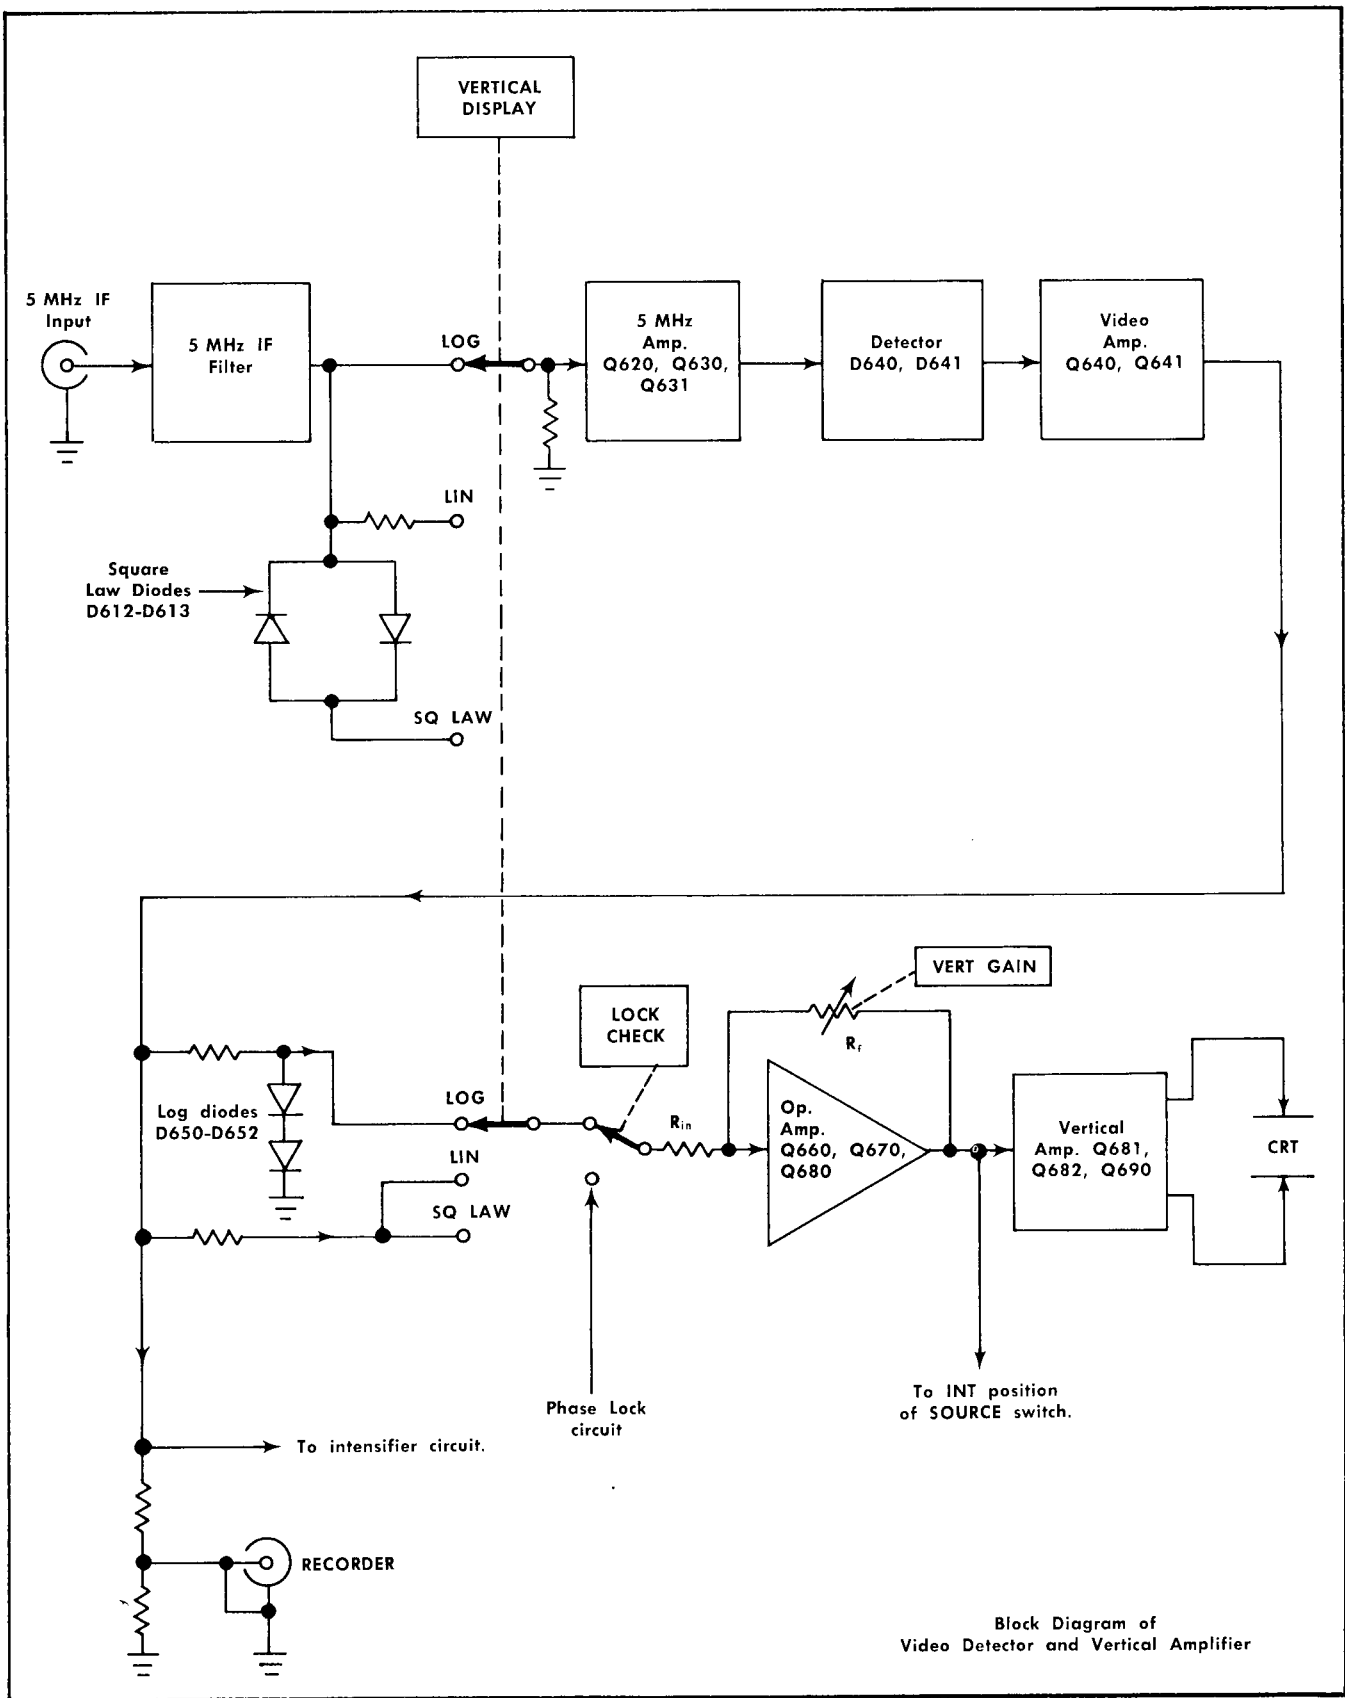 VERTICAL
DISPLAY
5 MHz IF
Input
5 MHz IF
Filter
LOG
5 MHz
Amp.
Q620, Q630,
Q631
Detector
D640, D641
Video
Amp.
Q640, Q641
LIN
Square
Law Diodes
D612-D613
SQ LAW
VERT GAIN
LOCK
CHECK
Rf
Log diodes
D650-D652
LOG
Rin
Op.
Amp.
Q660, Q670,
Q680
Vertical
Amp. Q681,
Q682, Q690
CRT
LIN
SQ LAW
Phase Lock
circuit
To INT position
of SOURCE switch.
To intensifier circuit.
RECORDER
Block Diagram of
Video Detector and Vertical Amplifier